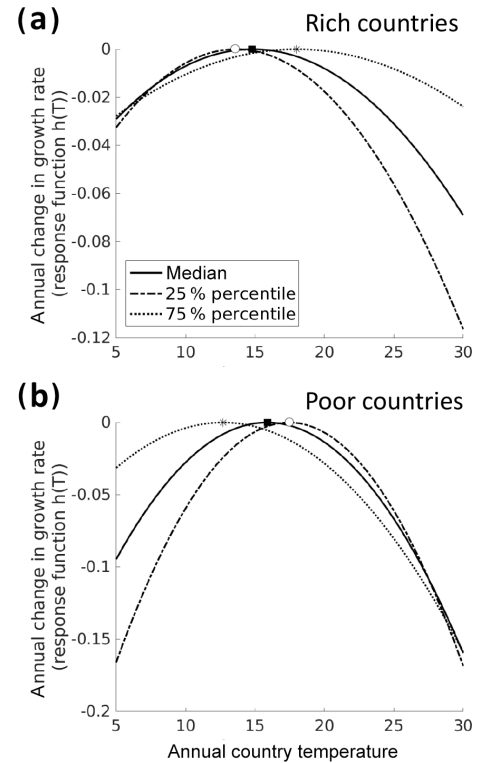 (a)
Rich countries
Annual change in growth rate
(response function h(T))
0
-0.02
-0.04
-0.06
-0.08
-0.1
-0.12
Median
25 % percentile
75 % percentile
5 10 15 20 25 30
(b)
Poor countries
Annual change in growth rate
(response function h(T))
0
-0.05
-0.1
-0.15
-0.2
5 10 15 20 25 30
Annual country temperature